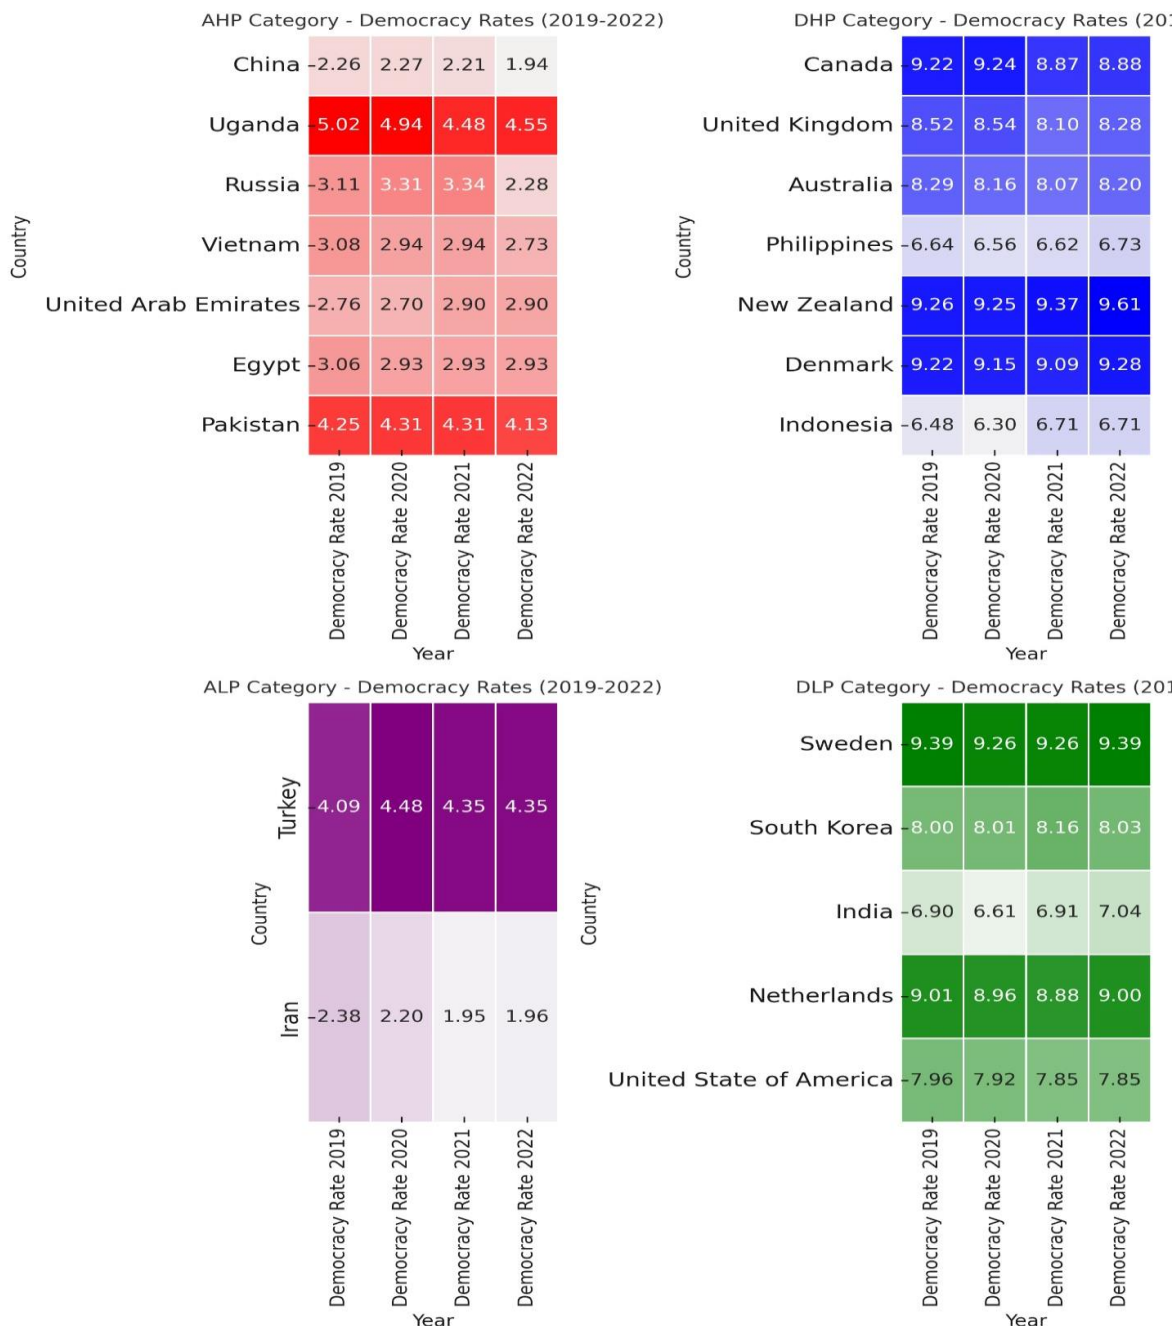 AHP Category - Democracy Rates (2019-2022)
Country
China 2.26 2.27 2.21 1.94
Uganda 5.02 4.94 4.48 4.55
Russia 3.11 3.31 3.34 2.28
Vietnam 3.08 2.94 2.94 2.73
United Arab Emirates 2.76 2.70 2.90 2.90
Egypt 3.06 2.93 2.93 2.93
Pakistan 4.25 4.31 4.31 4.13
Democracy Rate 2019
Democracy Rate 2020
Democracy Rate 2021
Democracy Rate 2022
Year
DHP Category - Democracy Rates (201
Country
Canada 9.22 9.24 8.87 8.88
United Kingdom 8.52 8.54 8.10 8.28
Australia 8.29 8.16 8.07 8.20
Philippines 6.64 6.56 6.62 6.73
New Zealand 9.26 9.25 9.37 9.61
Denmark 9.22 9.15 9.09 9.28
Indonesia 6.48 6.30 6.71 6.71
Democracy Rate 2019
Democracy Rate 2020
Democracy Rate 2021
Democracy Rate 2022
Year
ALP Category - Democracy Rates (2019-2022)
Country
Turkey 4.09 4.48 4.35 4.35
Iran 2.38 2.20 1.95 1.96
Democracy Rate 2019
Democracy Rate 2020
Democracy Rate 2021
Democracy Rate 2022
Year
DLP Category - Democracy Rates (201
Country
Sweden 9.39 9.26 9.26 9.39
South Korea 8.00 8.01 8.16 8.03
India 6.90 6.61 6.91 7.04
Netherlands 9.01 8.96 8.88 9.00
United State of America 7.96 7.92 7.85 7.85
Democracy Rate 2019
Democracy Rate 2020
Democracy Rate 2021
Democracy Rate 2022
Year